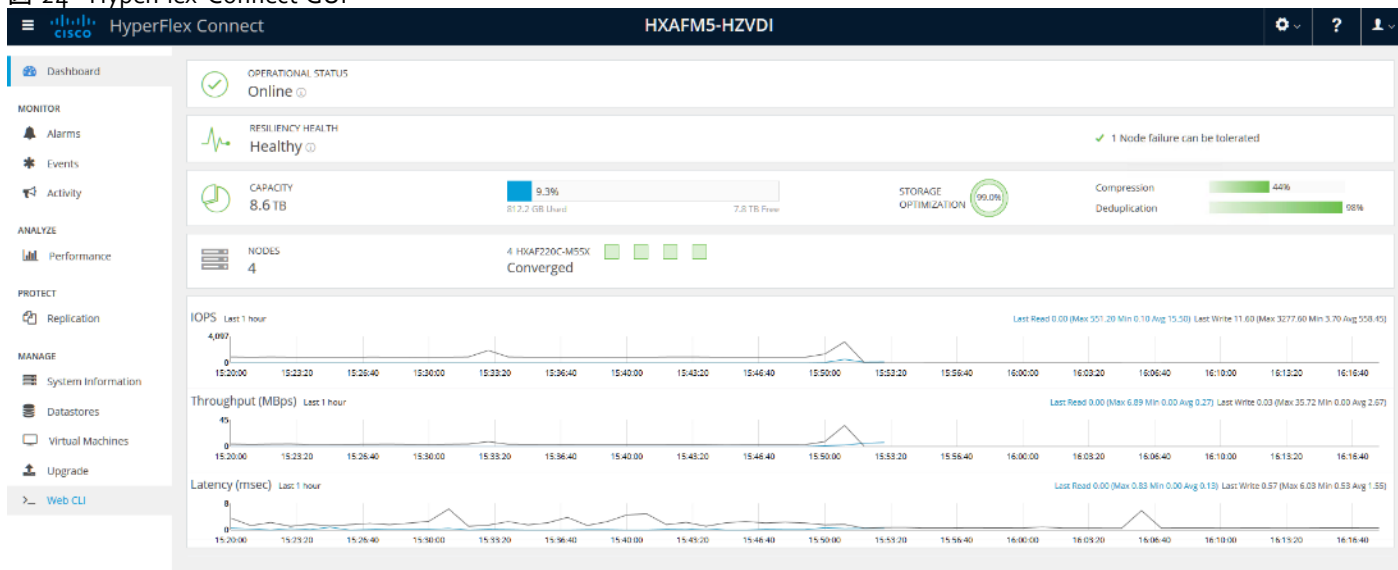 図 24 HyperFlex Connect GUI
CISCO HyperFlex Connect
HXAFM5-HZVDI
?
Dashboard
MONITOR
Alarms
Events
Activity
ANALYZE
Performance
PROTECT
Replication
MANAGE
System Information
Datastores
Virtual Machines
Upgrade
>_ Web CLI
OPERATIONAL STATUS
Online
RESILIENCY HEALTH
Healthy
1 Node failure can be tolerated
CAPACITY
8.6 TB
9.3%
812.2 GB Used
7.8 TB Free
STORAGE
OPTIMIZATION
99.0%
Compression
44%
Deduplication
98%
NODES
4
4 HXAF220C-M5SX
Converged
IOPS Last 1 hour
Last Read 0.00 (Max 551.20 Min 0.10 Avg 15.50) Last Write 11.60 (Max 3277.60 Min 3.70 Avg 558.45)
4,097
0
15:20:00 15:23:20 15:26:40 15:30:00 15:33:20 15:36:40 15:40:00 15:43:20 15:46:40 15:50:00 15:53:20 15:56:40 16:00:00 16:03:20 16:06:40 16:10:00 16:13:20 16:16:40
Throughput (MBps) Last 1 hour
Last Read 0.00 (Max 6.89 Min 0.00 Avg 0.27) Last Write 0.03 (Max 35.72 Min 0.00 Avg 2.67)
45
0
15:20:00 15:23:20 15:26:40 15:30:00 15:33:20 15:36:40 15:40:00 15:43:20 15:46:40 15:50:00 15:53:20 15:56:40 16:00:00 16:03:20 16:06:40 16:10:00 16:13:20 16:16:40
Latency (msec) Last 1 hour
Last Read 0.00 (Max 0.83 Min 0.00 Avg 0.13) Last Write 0.57 (Max 6.03 Min 0.53 Avg 1.55)
8
0
15:20:00 15:23:20 15:26:40 15:30:00 15:33:20 15:36:40 15:40:00 15:43:20 15:46:40 15:50:00 15:53:20 15:56:40 16:00:00 16:03:20 16:06:40 16:10:00 16:13:20 16:16:40